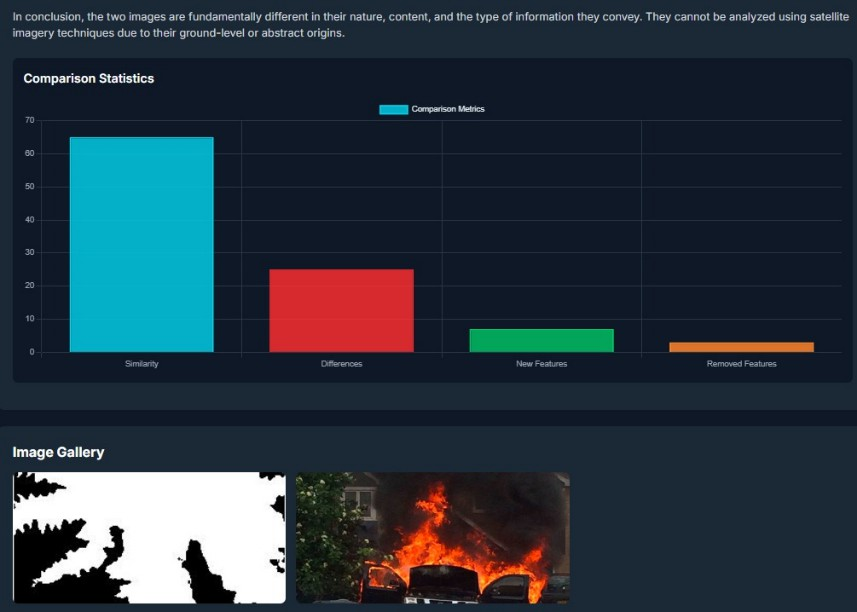 In conclusion, the two images are fundamentally different in their nature, content, and the type of information they convey. They cannot be analyzed using satellite
imagery techniques due to their ground-level or abstract origins.
Comparison Statistics
Comparison Metrics
70
60
50
40
30
20
10
0
Similarity Differences New Features Removed Features
Image Gallery